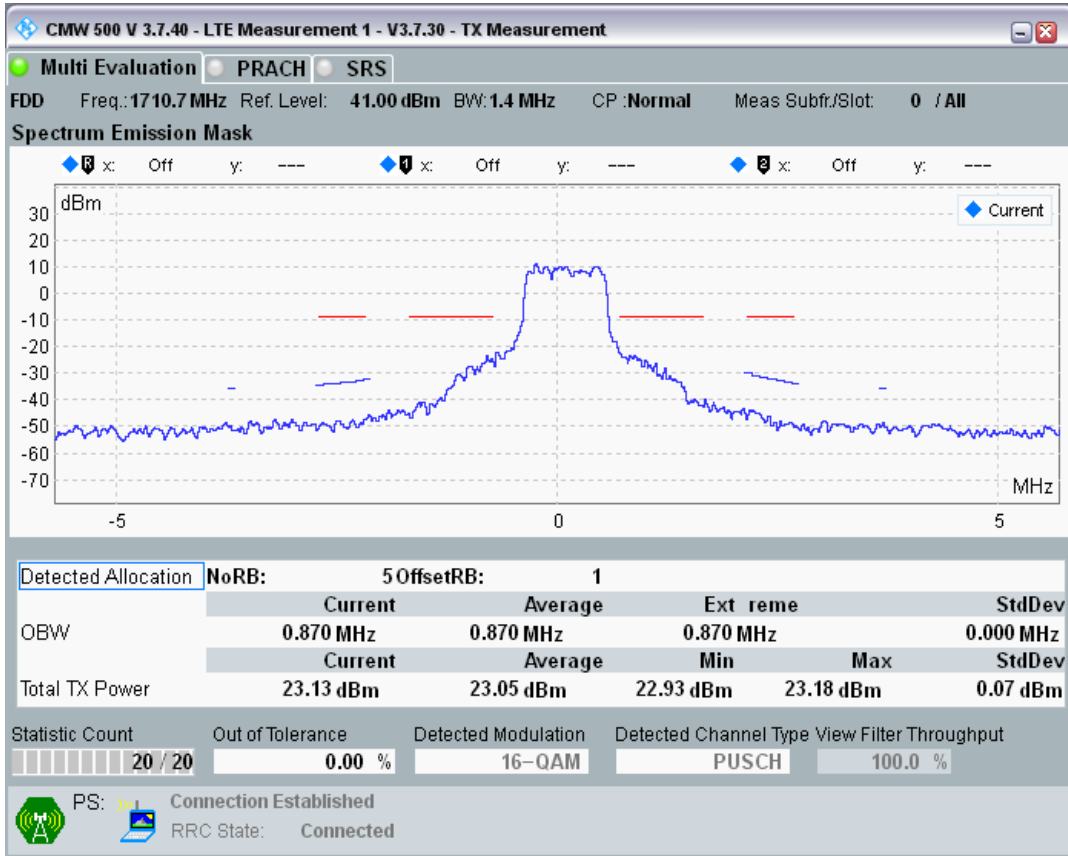 CMW 500 V 3.7.40 - LTE Measurement 1 - V3.7.30 - TX Measurement
Multi Evaluation PRACH SRS
FDD Freq.: 1710.7 MHz Ref. Level: 41.00 dBm BW: 1.4 MHz CP : Normal Meas Subfr./Slot: 0 / All
Spectrum Emission Mask
R x: Off y: --- 1 x: Off y: --- 2 x: Off y: ---
dBm
Current
30
20
10
0
-10
-20
-30
-40
-50
-60
-70
MHz
-5 0 5
Detected Allocation NoRB: 5 OffsetRB: 1
Current Average Ext reme StdDev
OBW 0.870 MHz 0.870 MHz 0.870 MHz 0.000 MHz
Current Average Min Max StdDev
Total TX Power 23.13 dBm 23.05 dBm 22.93 dBm 23.18 dBm 0.07 dBm
Statistic Count Out of Tolerance Detected Modulation Detected Channel Type View Filter Throughput
20 / 20 0.00 % 16-QAM PUSCH 100.0 %
PS: Connection Established
RRC State: Connected